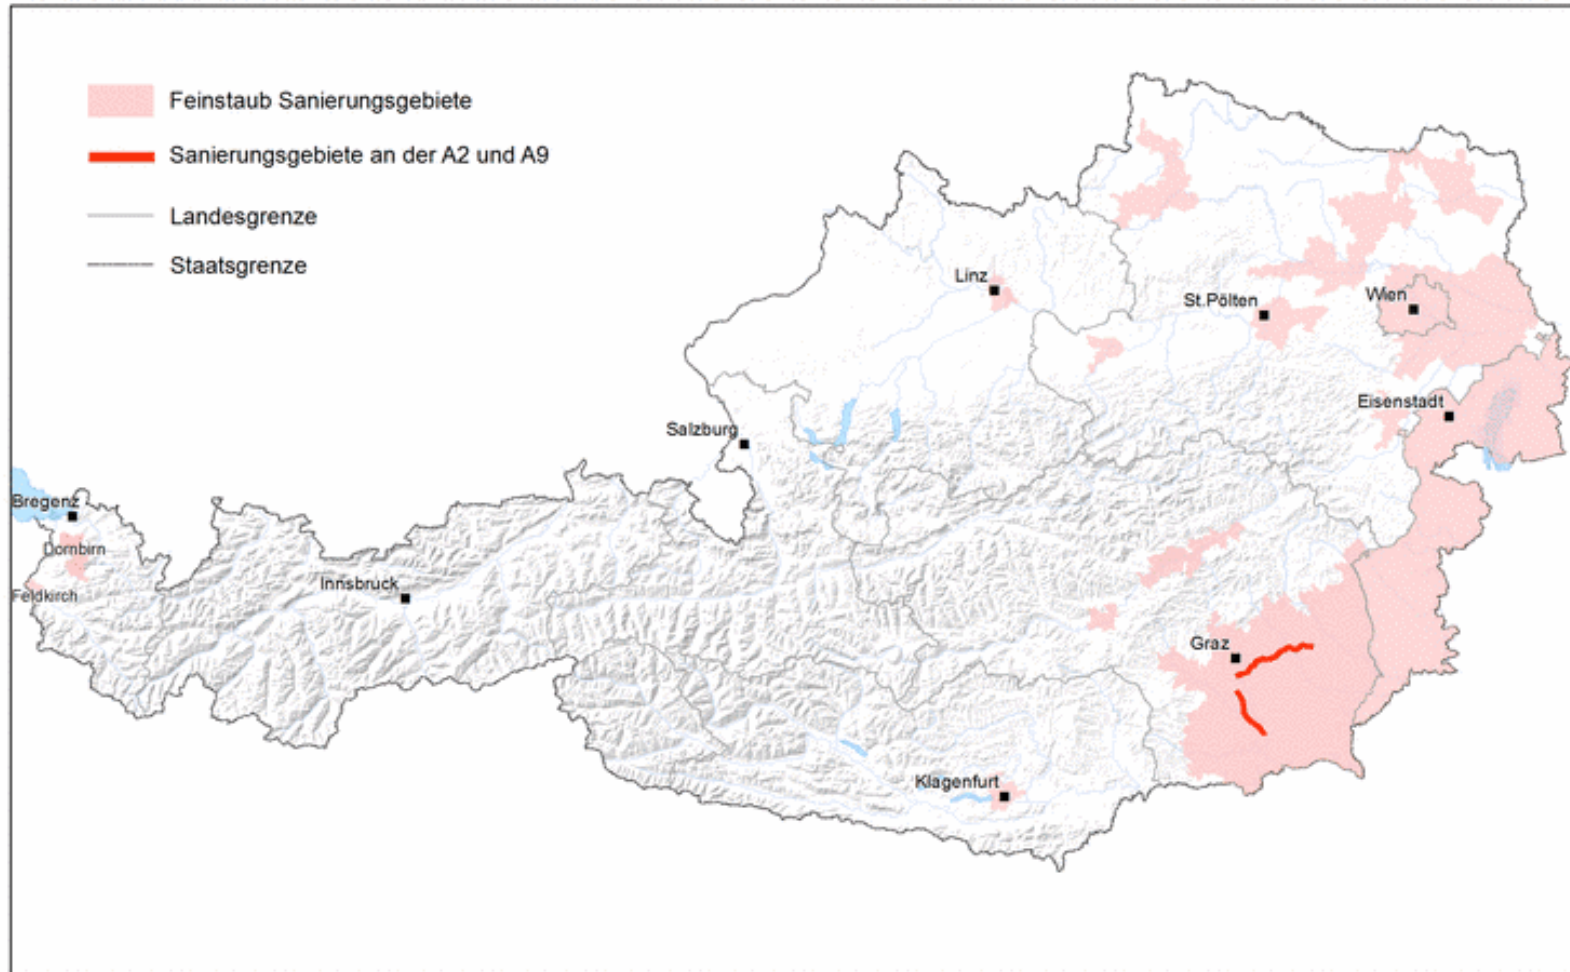 Feinstaub Sanierungsgebiete
Sanierungsgebiete an der A2 und A9
Landesgrenze
Staatsgrenze
Linz
St.Pölten
Wien
Eisenstadt
Salzburg
Bregenz
Dornbirn
Innsbruck
Feldkirch
Graz
Klagenfurt